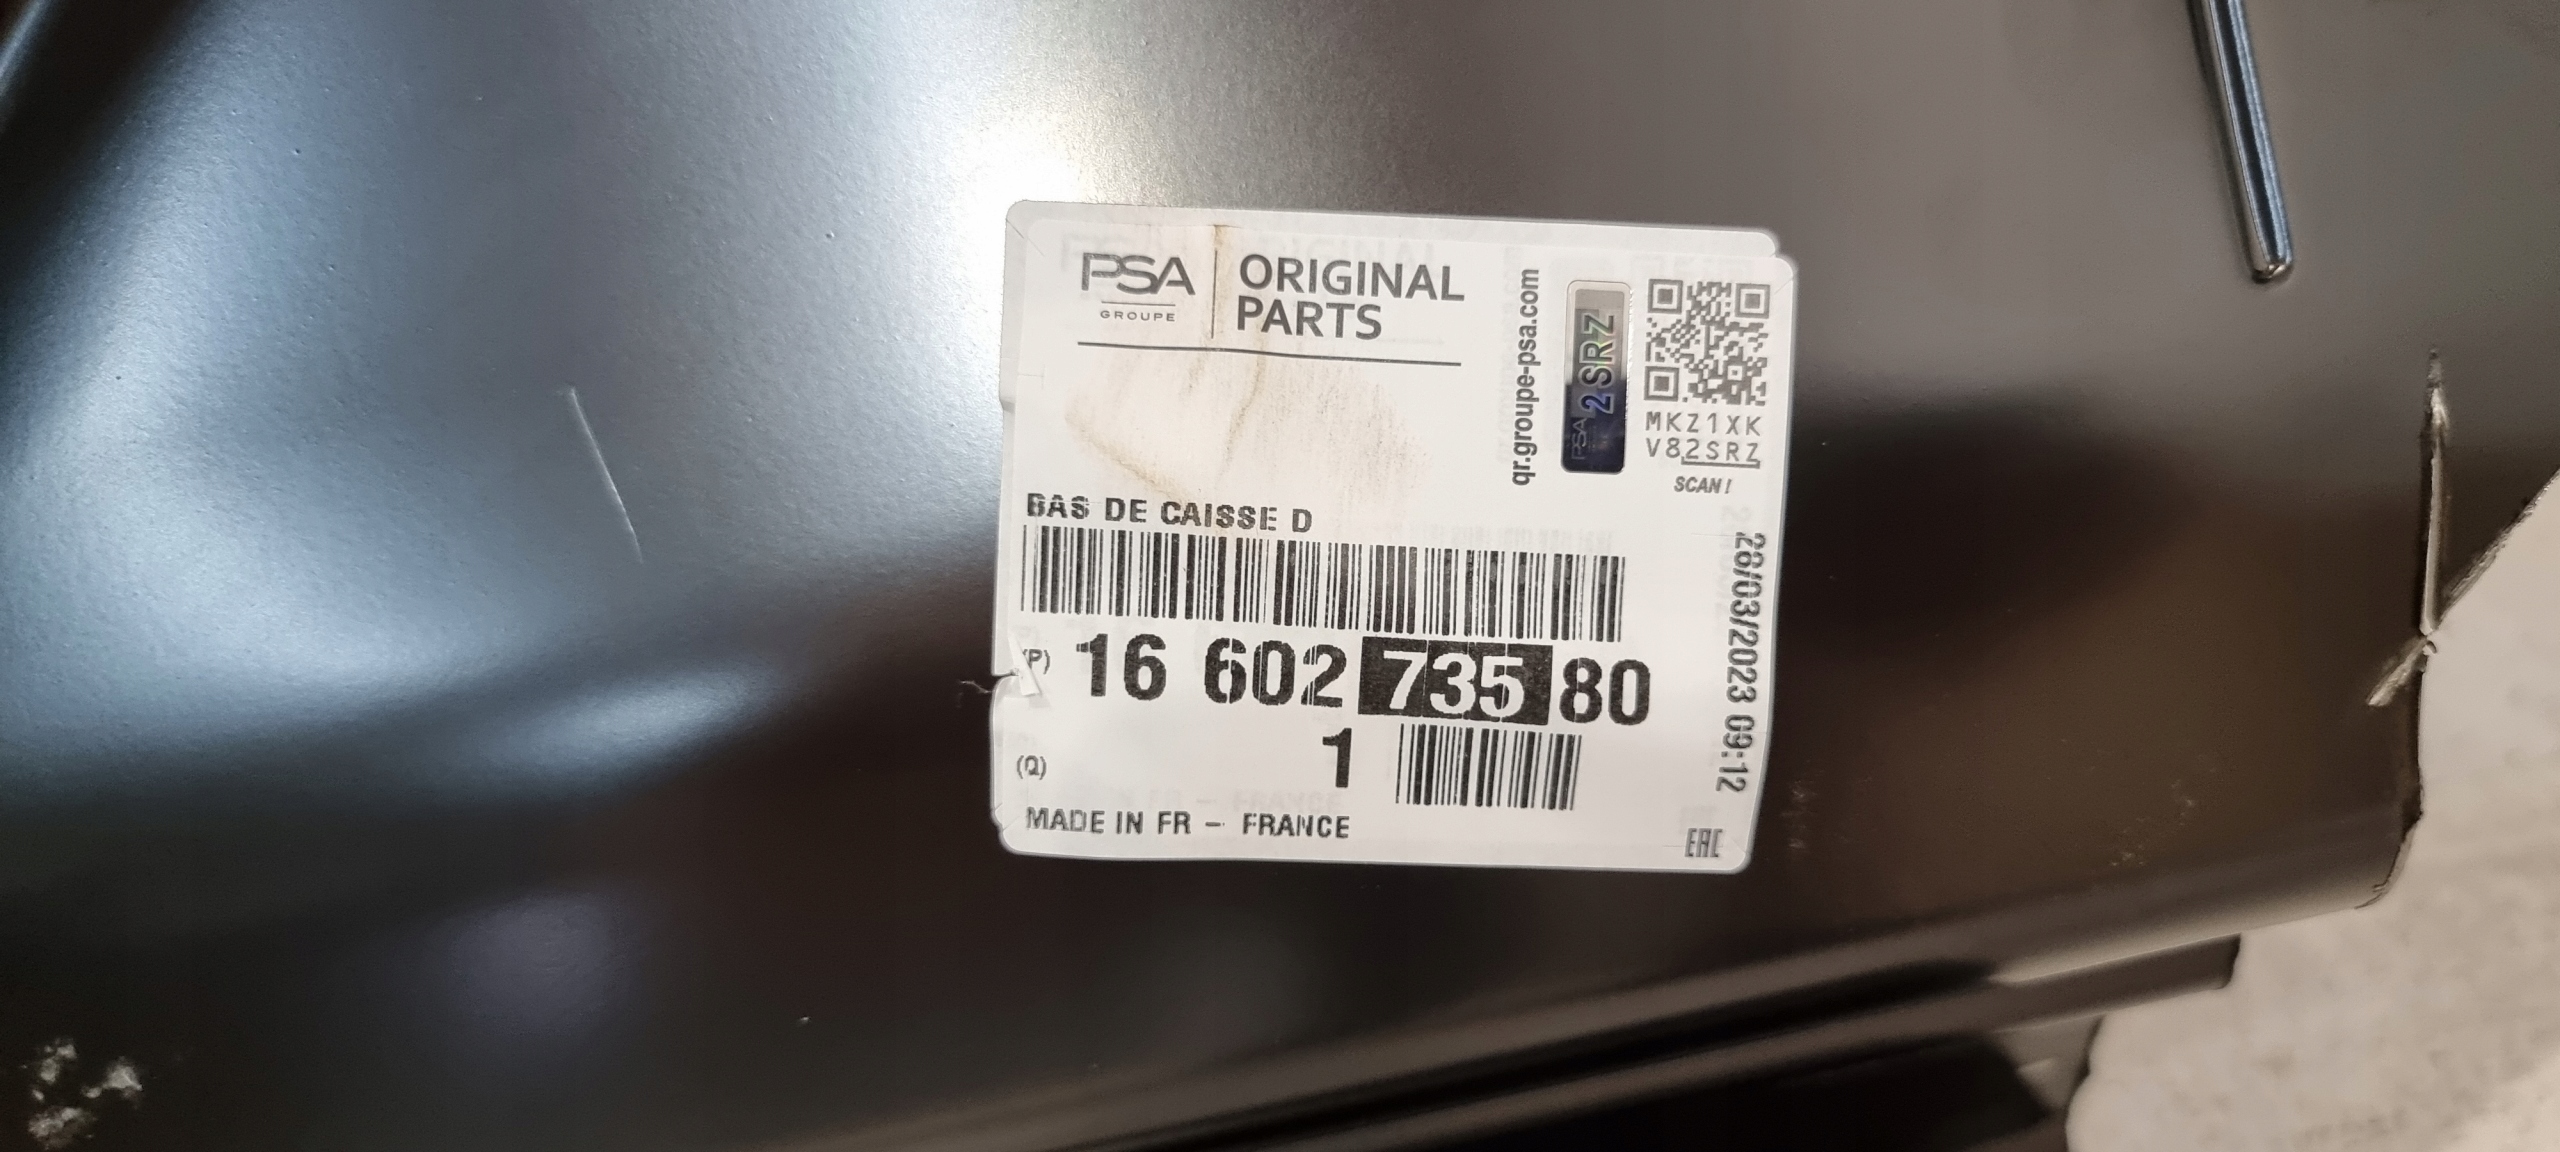 PSA
GROUPE
ORIGINAL
PARTS
qr.groupe-psa.com
PSA
2 SRZ
MKZ1XK
V82SRZ
SCAN!
BAS DE CAISSE D
(P) 16 602 735 80
(Q) 1
MADE IN FR - FRANCE
28/03/2023 09:12
EAC